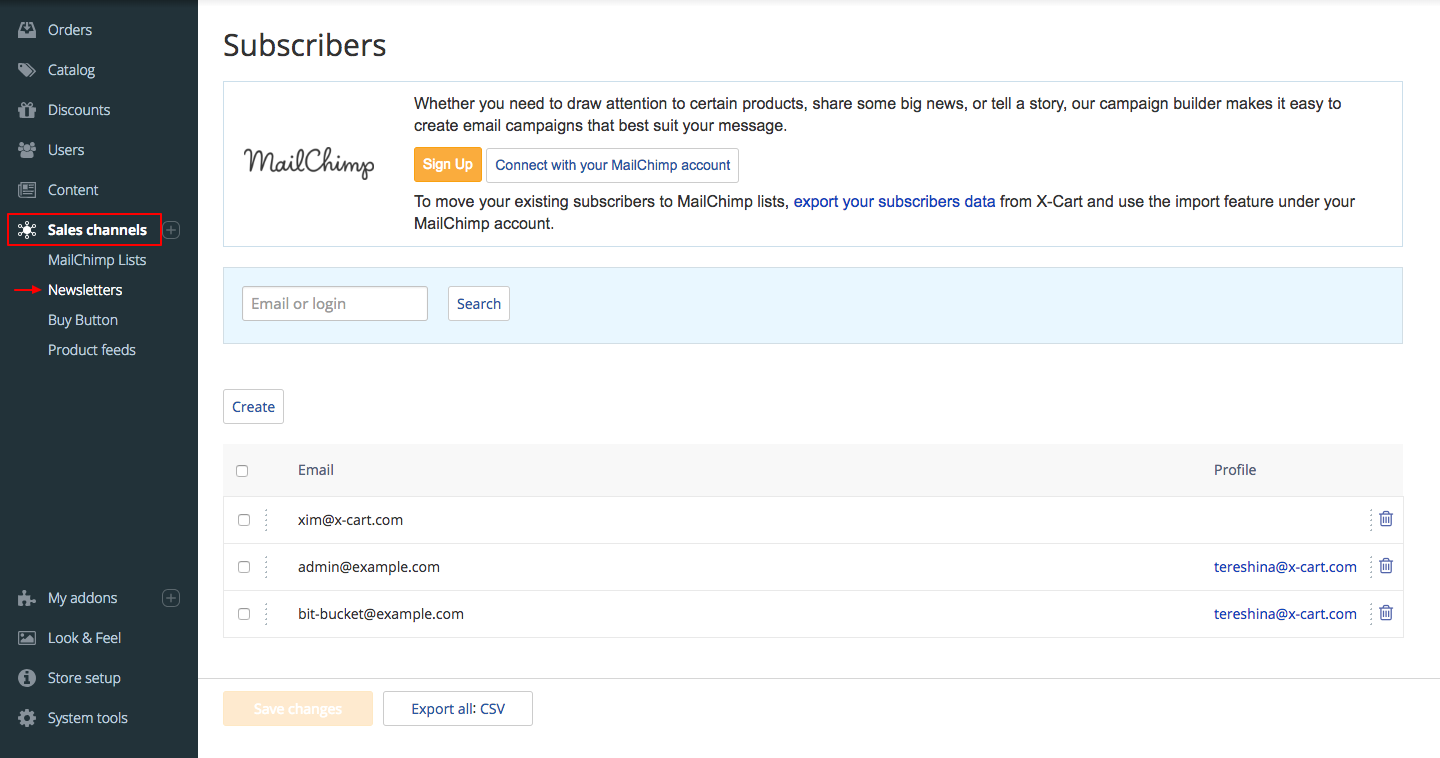 Orders
Catalog
Discounts
Users
Content
Sales channels
MailChimp Lists
Newsletters
Buy Button
Product feeds
My addons
Look & Feel
Store setup
System tools
Subscribers
MailChimp
Whether you need to draw attention to certain products, share some big news, or tell a story, our campaign builder makes it easy to
create email campaigns that best suit your message.
Sign Up Connect with your MailChimp account
To move your existing subscribers to MailChimp lists, export your subscribers data from X-Cart and use the import feature under your
MailChimp account.
Email or login Search
Create
Email Profile
xim@x-cart.com
admin@example.com tereshina@x-cart.com
bit-bucket@example.com tereshina@x-cart.com
Save changes Export all: CSV